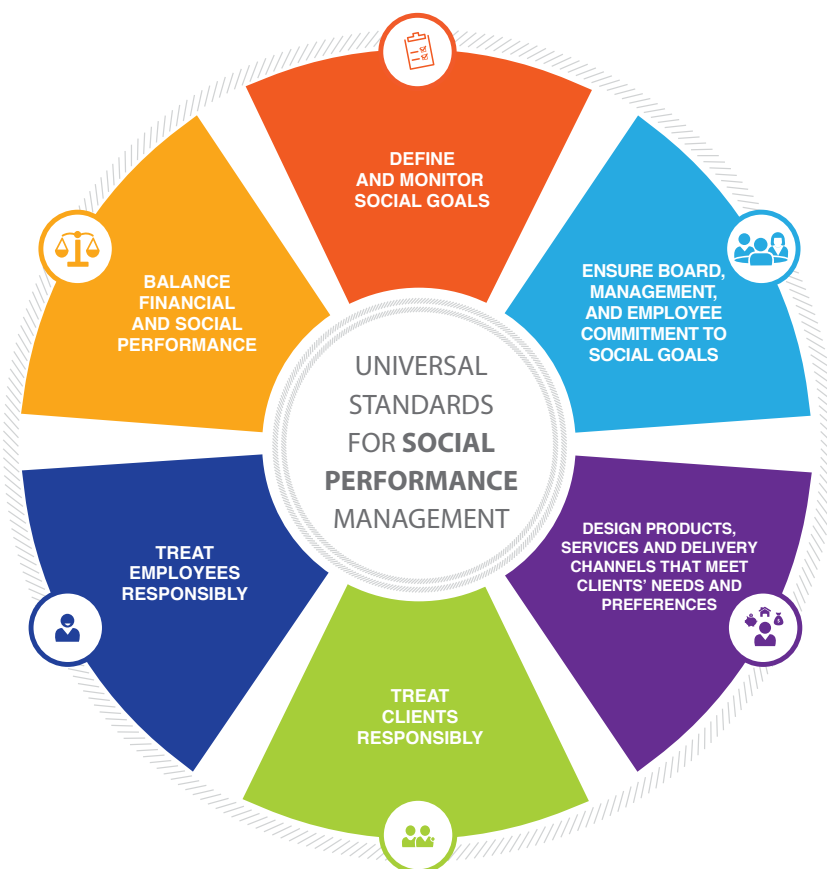 DEFINE
AND MONITOR
SOCIAL GOALS
ENSURE BOARD,
MANAGEMENT,
AND EMPLOYEE
COMMITMENT TO
SOCIAL GOALS
DESIGN PRODUCTS,
SERVICES AND DELIVERY
CHANNELS THAT MEET
CLIENTS’ NEEDS AND
PREFERENCES
TREAT
CLIENTS
RESPONSIBLY
TREAT
EMPLOYEES
RESPONSIBLY
BALANCE
FINANCIAL
AND SOCIAL
PERFORMANCE
UNIVERSAL
STANDARDS
FOR SOCIAL
PERFORMANCE
MANAGEMENT